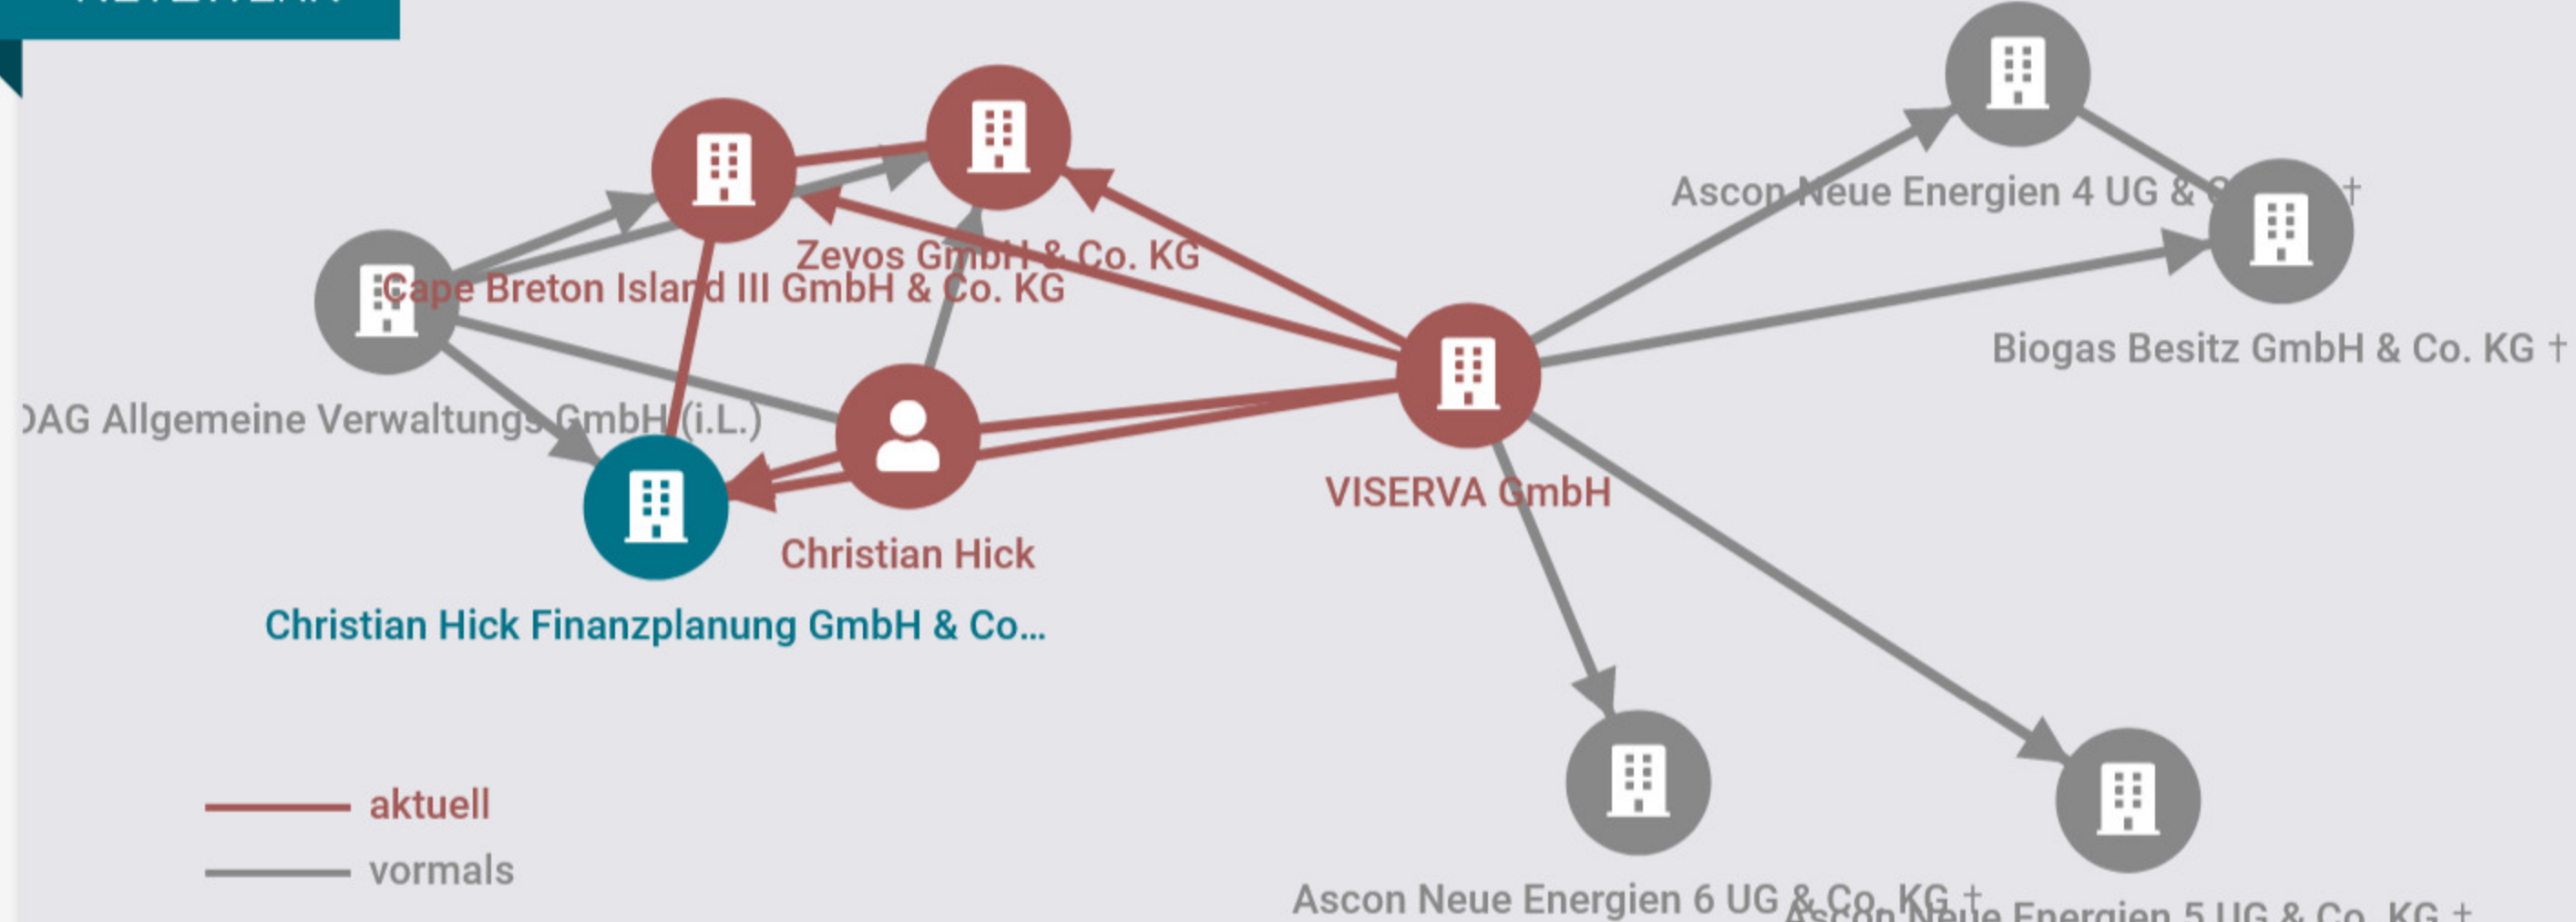 NETZWERK
Ascon Neue Energien 4 UG & †
Zevos GmbH & Co. KG
Cape Breton Island III GmbH & Co. KG
Biogas Besitz GmbH & Co. KG †
Allgemeine Verwaltungs GmbH (i.L.)
VISERVA GmbH
Christian Hick
Christian Hick Finanzplanung GmbH & Co...
aktuell
vormals
Ascon Neue Energien 6 UG & Co. KG †
Ascon Neue Energien 5 UG & Co. KG †